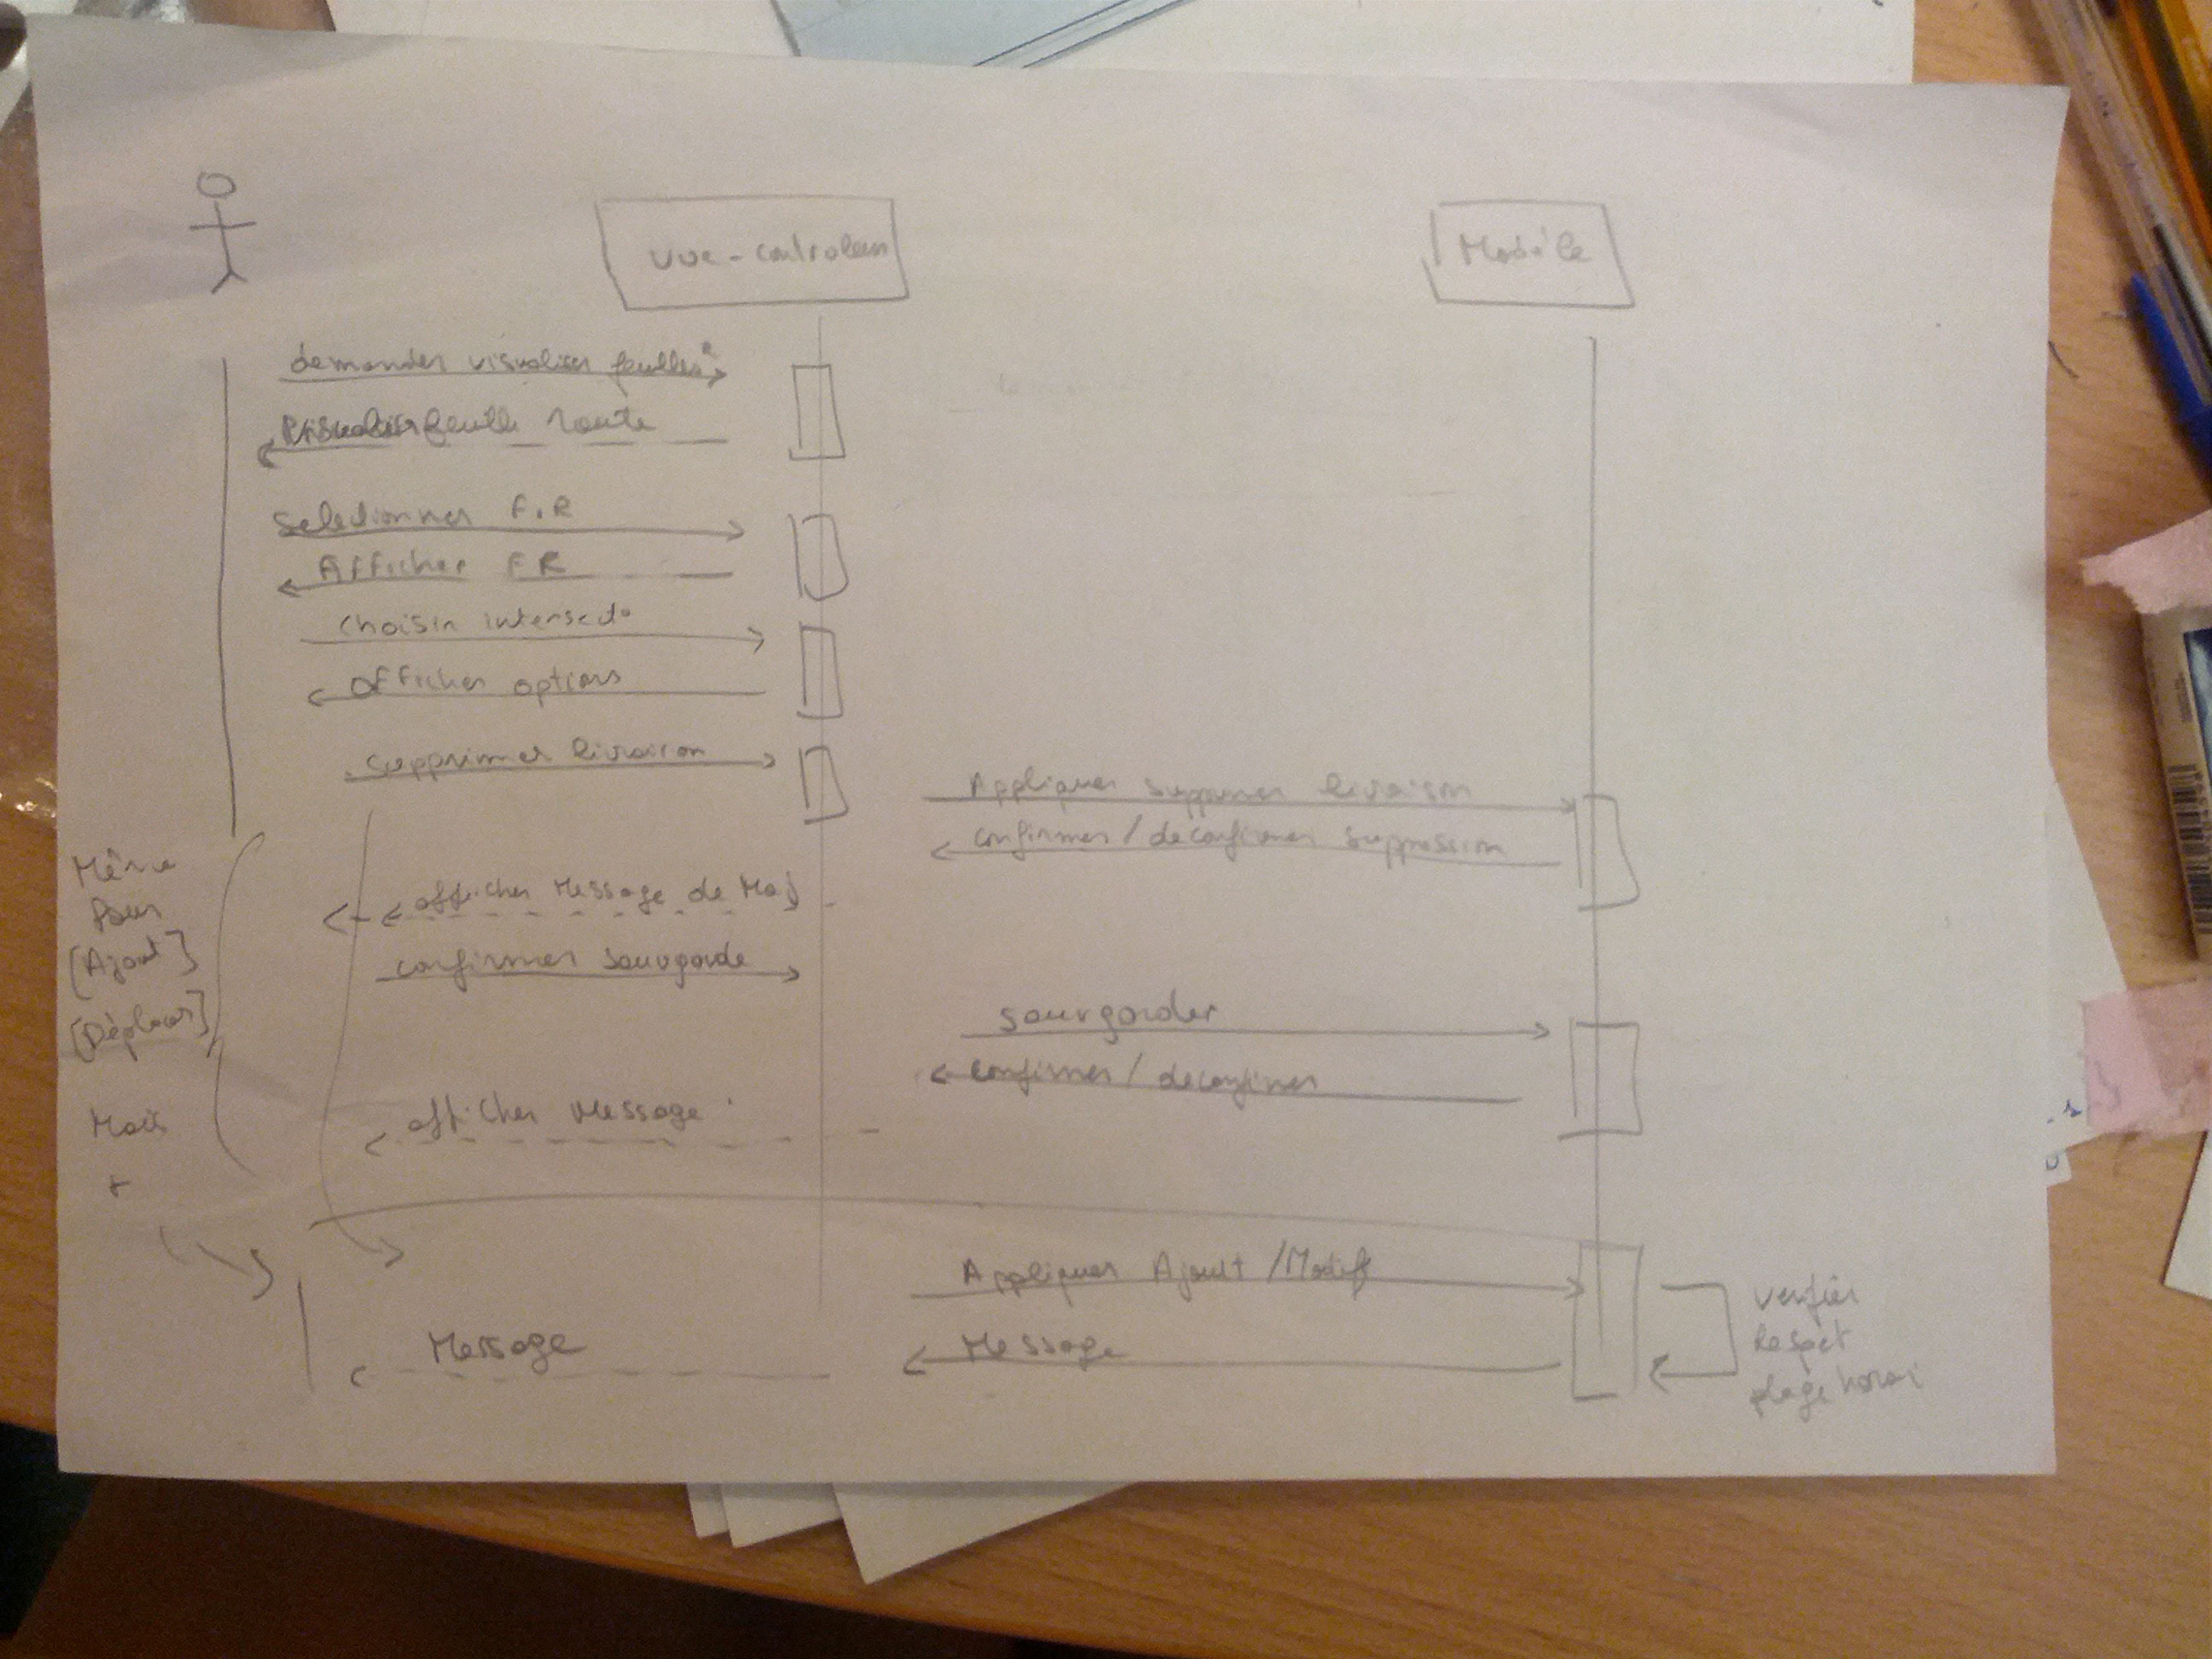 vue-controleur
Modèle
demander visualiser feuilles R
feuille route
Selectionner F.R
Afficher FR
choisir intersect°
afficher options
supprimer livraison
Appliquer supprimer livraison
confirmer/deconfirmer suppression
Même
pour
[Ajout]
[Déplacer]
Mais
+
afficher Message de Maj
confirmer sauvgarde
sauvgarder
confirmer/deconfirmer
afficher Message
Appliquer Ajout/Modif
Message
Message
verifier
Respect
plage horai